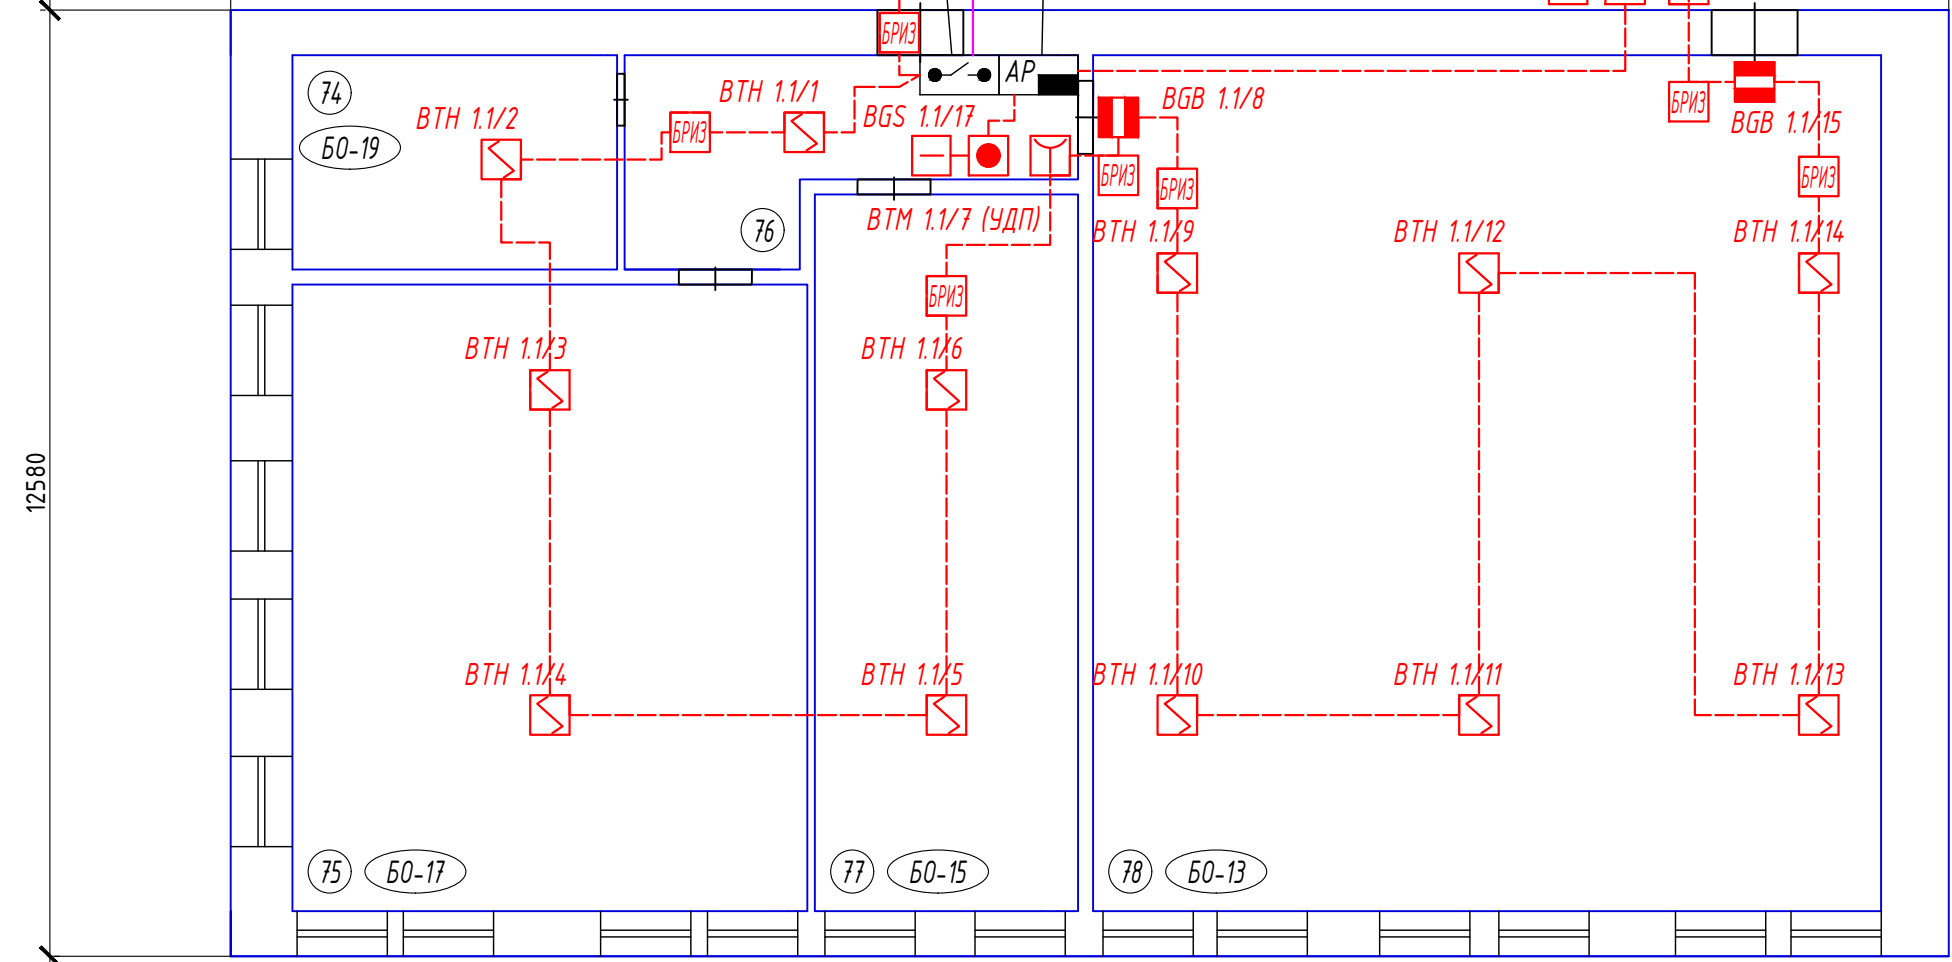 БРИЗ
74
ВТН 1.1/2
БО-19
БРИЗ
ВТН 1.1/1
АР
BGS 1.1/17
BGB 1.1/8
БРИЗ
БРИЗ
БРИЗ
BGB 1.1/15
БРИЗ
76
ВТМ 1.1/7 (УДП)
ВТН 1.1/9
ВТН 1.1/12
ВТН 1.1/14
БРИЗ
ВТН 1.1/3
ВТН 1.1/6
12580
ВТН 1.1/4
ВТН 1.1/5
ВТН 1.1/10
ВТН 1.1/11
ВТН 1.1/13
75
БО-17
77
БО-15
78
БО-13